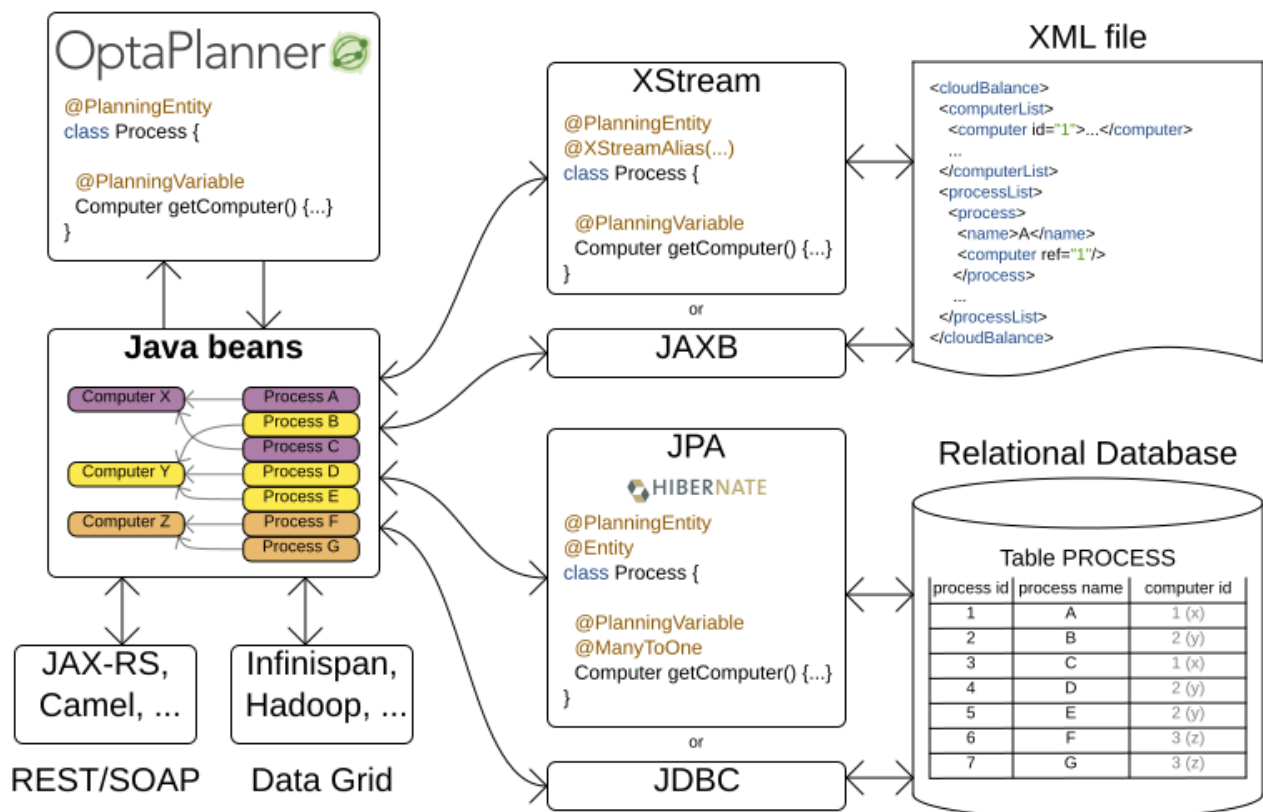 OptaPlanner
@PlanningEntity
class Process {
@PlanningVariable
Computer getComputer() {...}
}
Java beans
Computer X
Computer Y
Computer Z
Process A
Process B
Process C
Process D
Process E
Process F
Process G
JAX-RS,
Camel, ...
REST/SOAP
Infinispan,
Hadoop, ...
Data Grid
XStream
@PlanningEntity
@XStreamAlias(...)
class Process {
@PlanningVariable
Computer getComputer() {...}
}
or
JAXB
JPA
HIBERNATE
@PlanningEntity
@Entity
class Process {
@PlanningVariable
@ManyToOne
Computer getComputer() {...}
}
or
JDBC
XML file
<cloudBalance>
<computerList>
<computer id="1">...</computer>
...
</computerList>
<processList>
<process>
<name>A</name>
<computer ref="1"/>
</process>
...
</processList>
</cloudBalance>
Relational Database
Table PROCESS
process id process name computer id
1 A 1 (x)
2 B 2 (y)
3 C 1 (x)
4 D 2 (y)
5 E 2 (y)
6 F 3 (z)
7 G 3 (z)